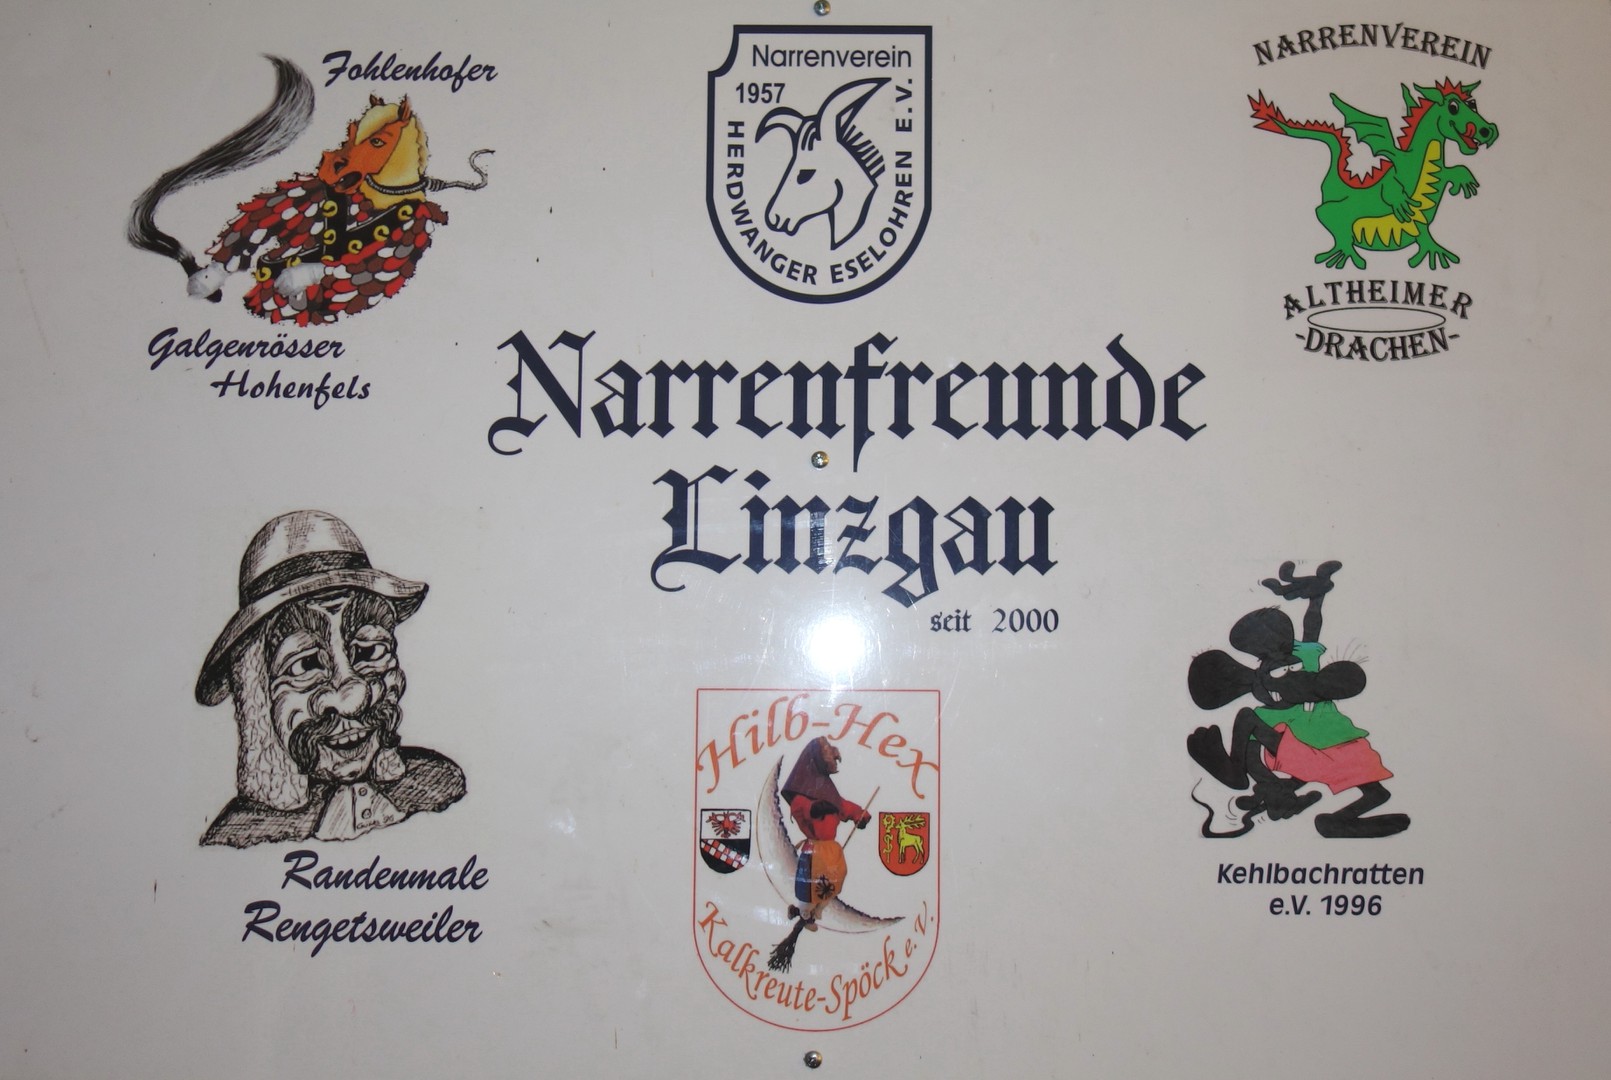 Fohlenhofer
Galgenrösser
Hohenfels
Narrenverein
1957
HERDWANGER ESELOHREN E.V.
NARRENVEREIN
ALTHEIMER
-DRACHEN-
Narrenfreunde
Linzgau
seit 2000
Randenmale
Rengetsweiler
Hilb-Hex
Kalkreute-Spöck e.V.
Kehlbachratten
e.V. 1996